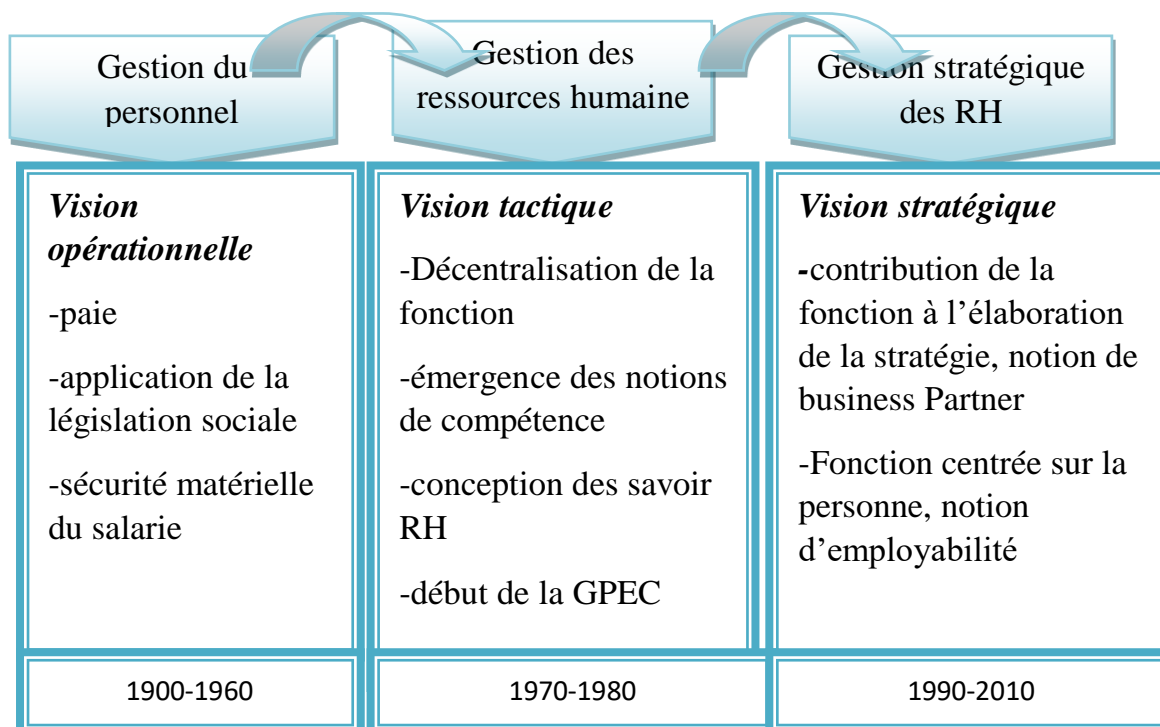 Gestion du
personnel
Gestion des
ressources humaine
Gestion stratégique
des RH
Vision
opérationnelle
-paie
-application de la
législation sociale
-sécurité matérielle
du salarie
Vision tactique
-Décentralisation de la
fonction
-émergence des notions
de compétence
-conception des savoir
RH
-début de la GPEC
Vision stratégique
-contribution de la
fonction à l’élaboration
de la stratégie, notion de
business Partner
-Fonction centrée sur la
personne, notion
d’employabilité
1900-1960
1970-1980
1990-2010